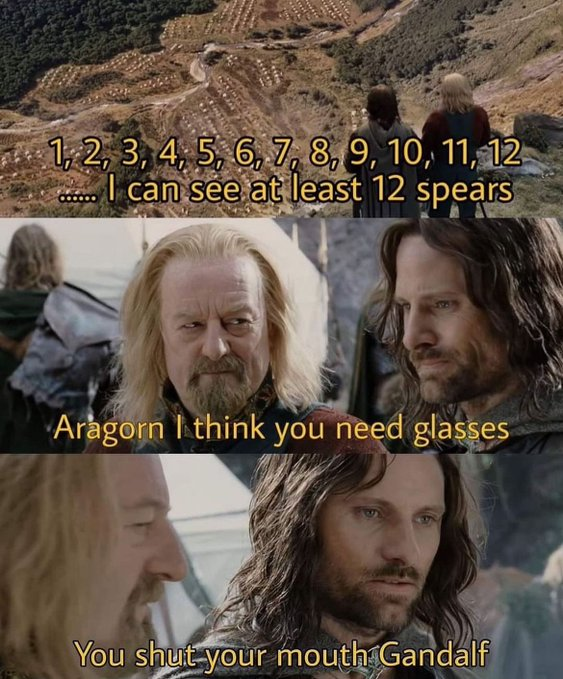 1, 2, 3, 4, 5, 6, 7, 8, 9, 10, 11, 12
...... I can see at least 12 spears
Aragorn I think you need glasses
You shut your mouth Gandalf